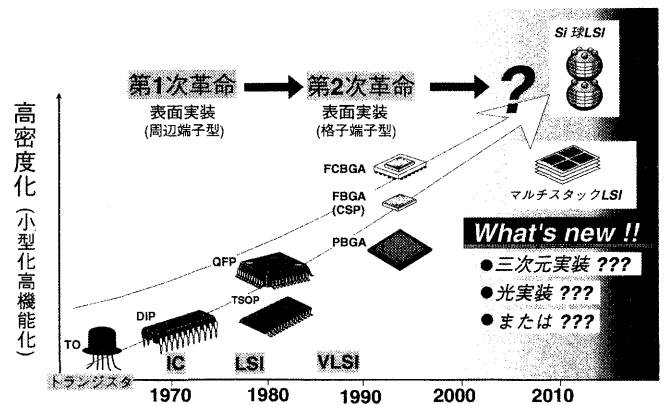 Si 球LSI
第1次革命
第2次革命
?
表面実装
(周辺端子型)
表面実装
(格子端子型)
高密度化(小型化高機能化)
FCBGA
FBGA
(CSP)
PBGA
マルチスタックLSI
QFP
TSOP
DIP
TO
トランジスタ
IC
LSI
VLSI
What's new !!
●三次元実装 ???
●光実装 ???
●または ???
1970
1980
1990
2000
2010